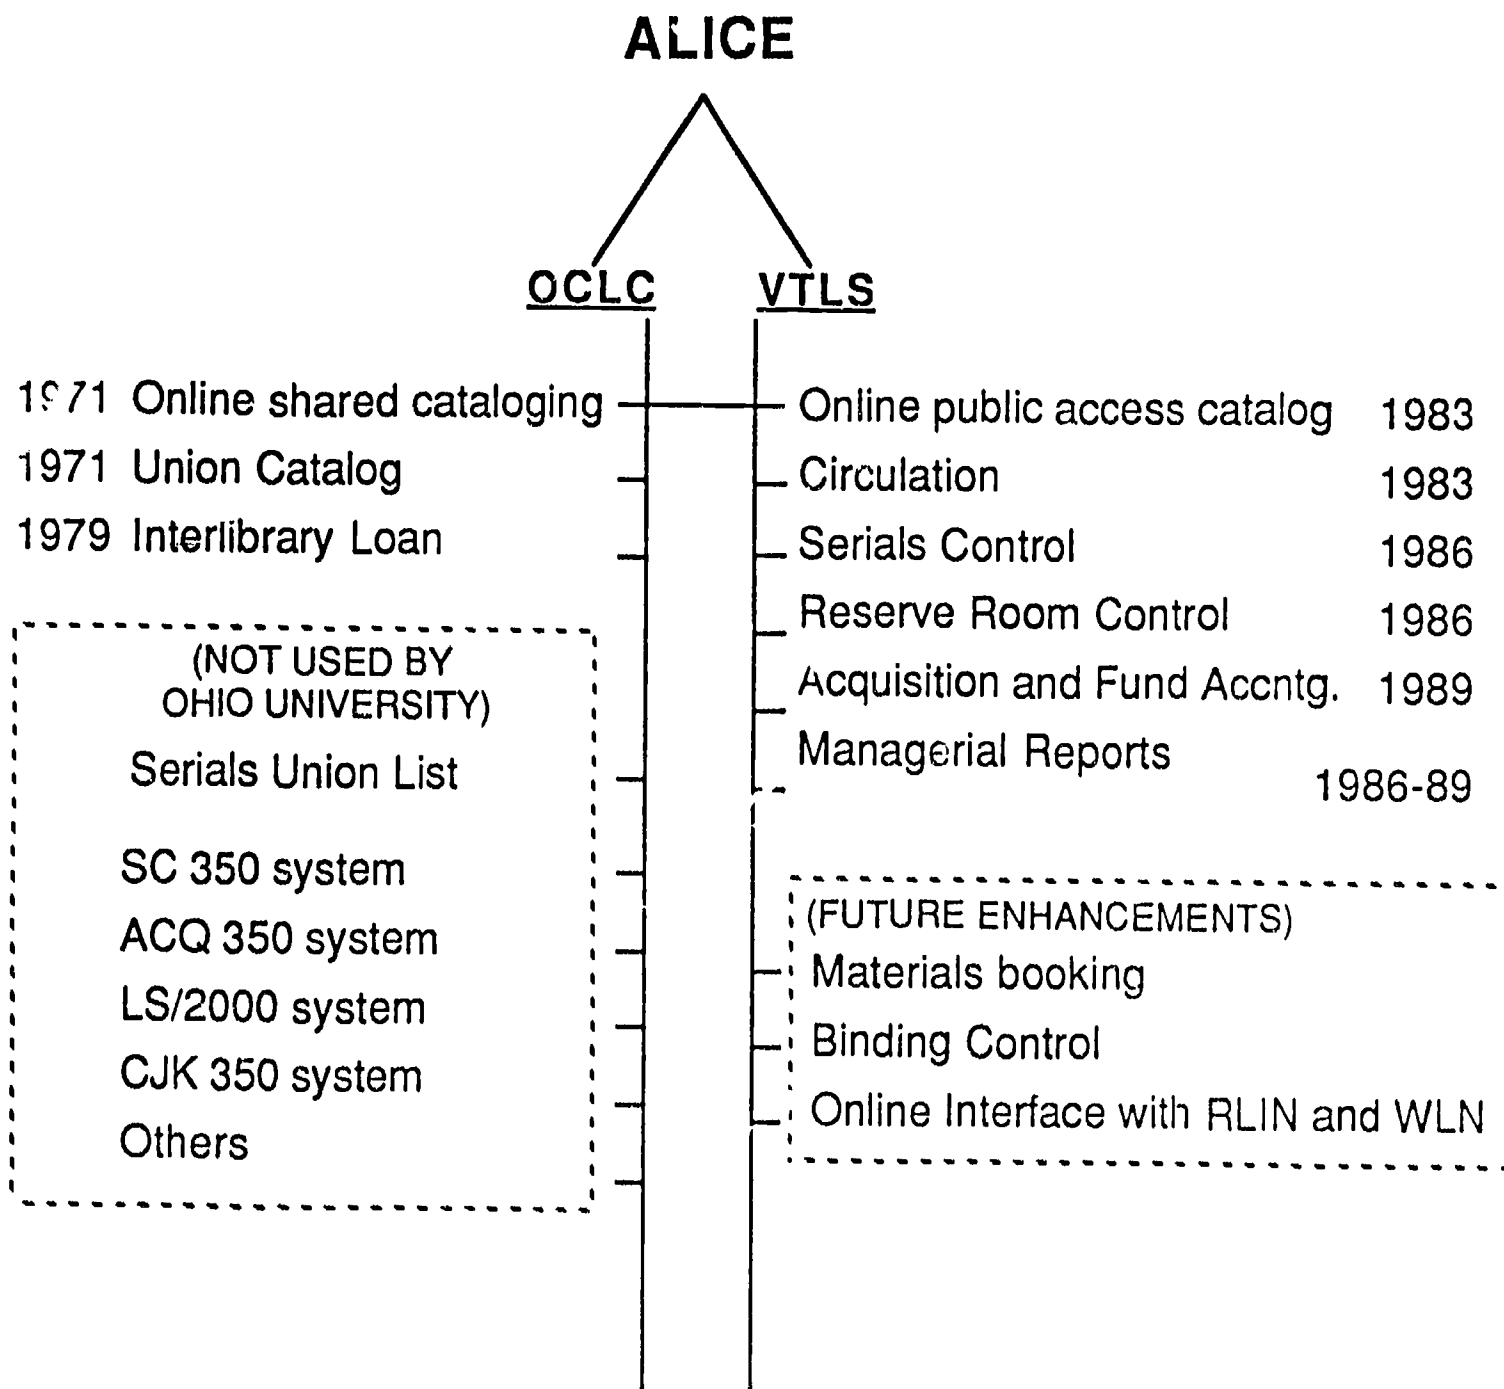 ALICE
OCLC
VTLS
1971 Online shared cataloging
1971 Union Catalog
1979 Interlibrary Loan
(NOT USED BY
OHIO UNIVERSITY)
Serials Union List
SC 350 system
ACQ 350 system
LS/2000 system
CJK 350 system
Others
Online public access catalog 1983
Circulation 1983
Serials Control 1986
Reserve Room Control 1986
Acquisition and Fund Accntg. 1989
Managerial Reports
1986-89
(FUTURE ENHANCEMENTS)
Materials booking
Binding Control
Online Interface with RLIN and WLN